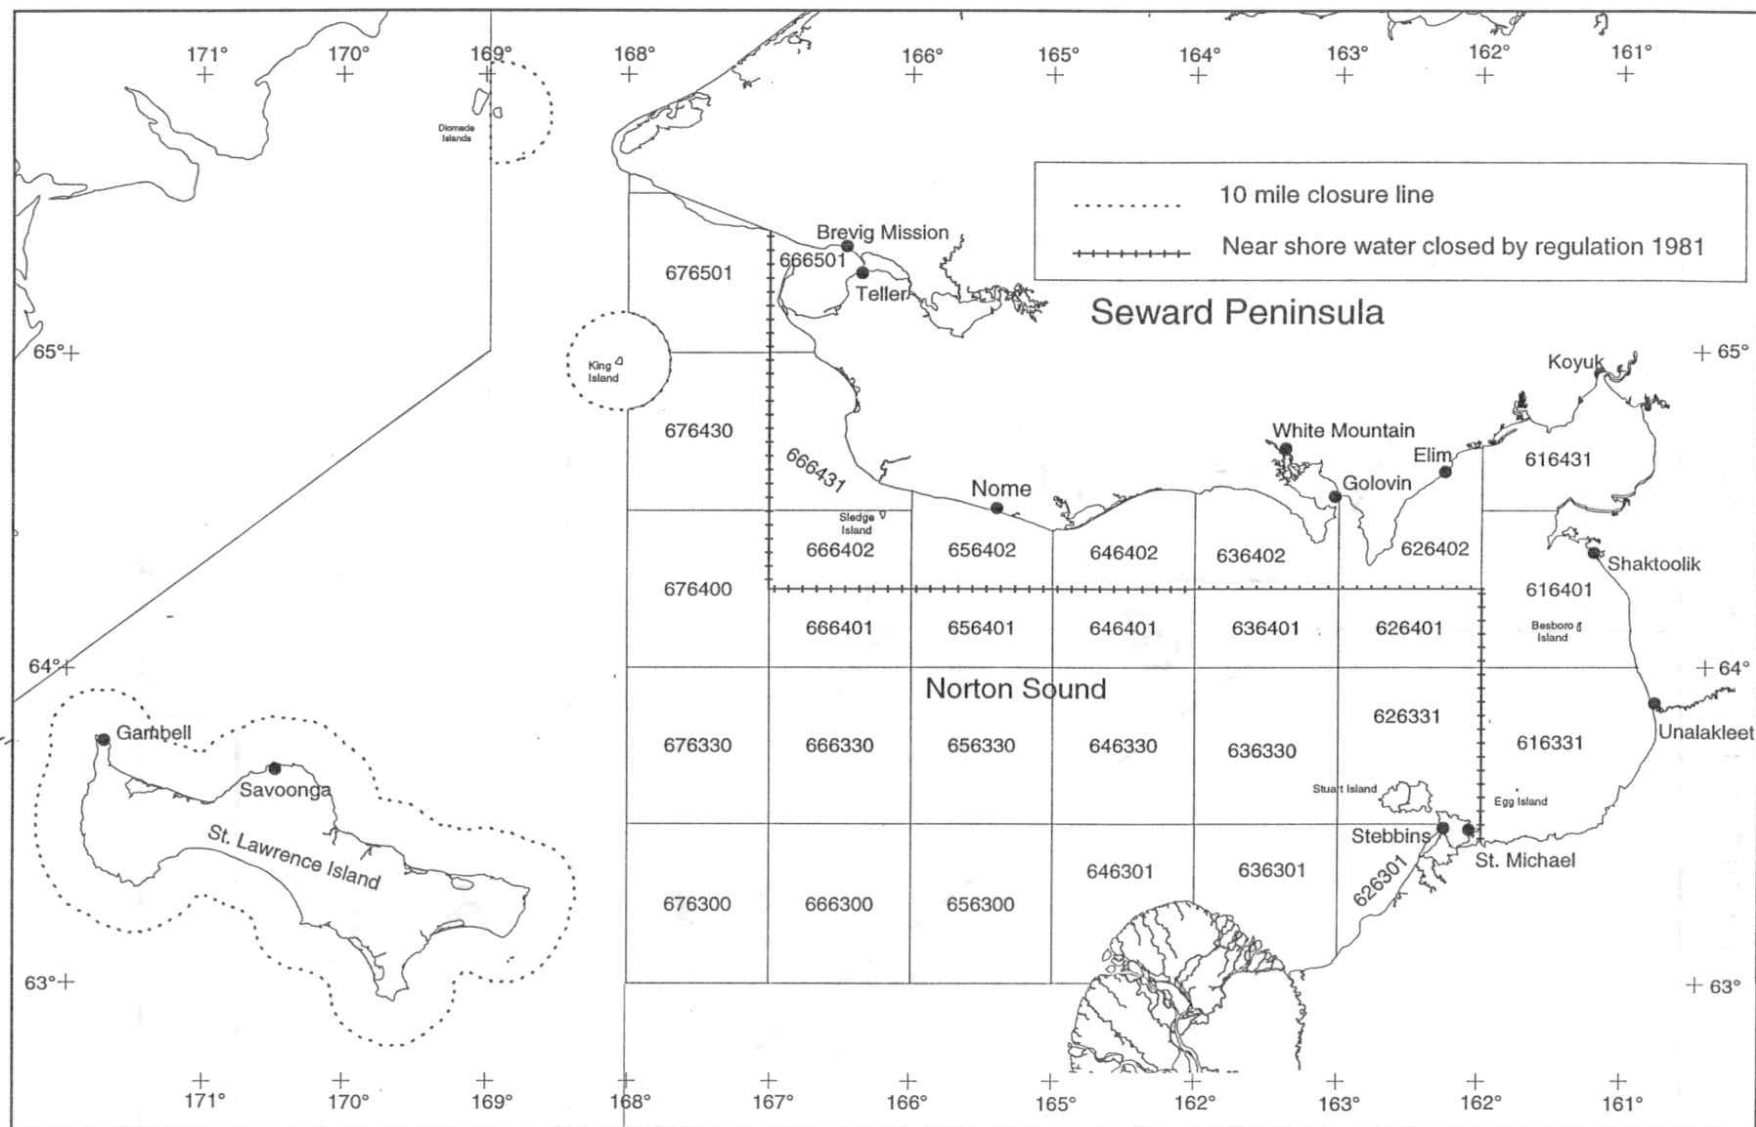 171°
170°
169°
168°
166°
165°
164°
163°
162°
161°
Diomede
Islands
10 mile closure line
Near shore water closed by regulation 1981
Brevig Mission
666501
676501
Teller
Seward Peninsula
65°
65°
King
Island
Koyuk
676430
White Mountain
666431
Elim
616431
Golovin
Nome
Sledge
Island
666402
656402
646402
636402
626402
Shaktoolik
676400
616401
666401
656401
646401
636401
626401
Besboro
Island
64°
64°
Norton Sound
Gambell
626331
Unalakleet
676330
666330
656330
646330
636330
616331
Savoonga
Stuart Island
Egg Island
St. Lawrence Island
Stebbins
St. Michael
646301
636301
626301
676300
666300
656300
63°
63°
171°
170°
169°
168°
167°
166°
165°
162°
163°
162°
161°